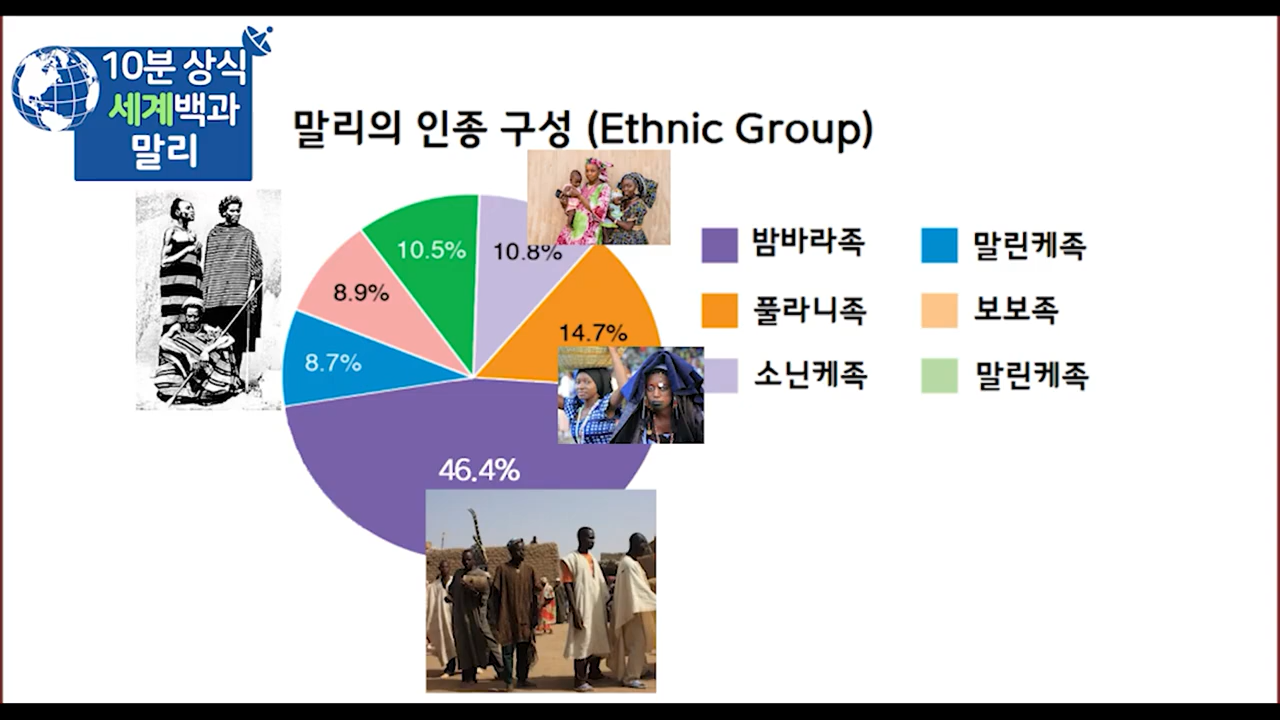 10분 상식
세계백과
말리
말리의 인종 구성 (Ethnic Group)
10.5%
10.8%
8.9%
14.7%
8.7%
46.4%
밤바라족
말린케족
풀라니족
보보족
소닌케족
말린케족